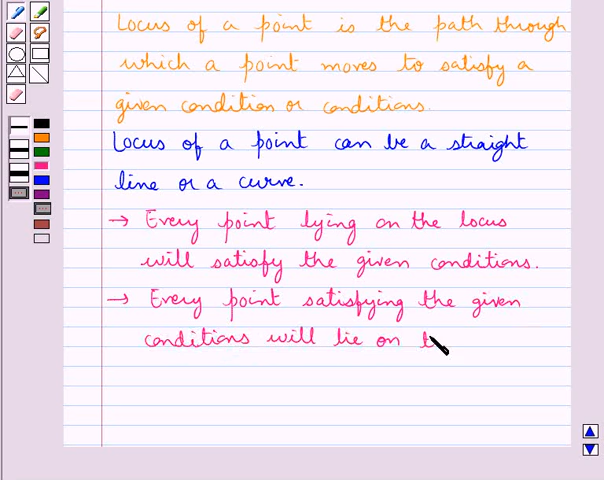 Locus of a point is the path through
which a point moves to satisfy a
given condition or conditions.
Locus of a point can be a straight
line or a curve.
→ Every point lying on the locus
will satisfy the given conditions.
→ Every point satisfying the given
conditions will lie on t